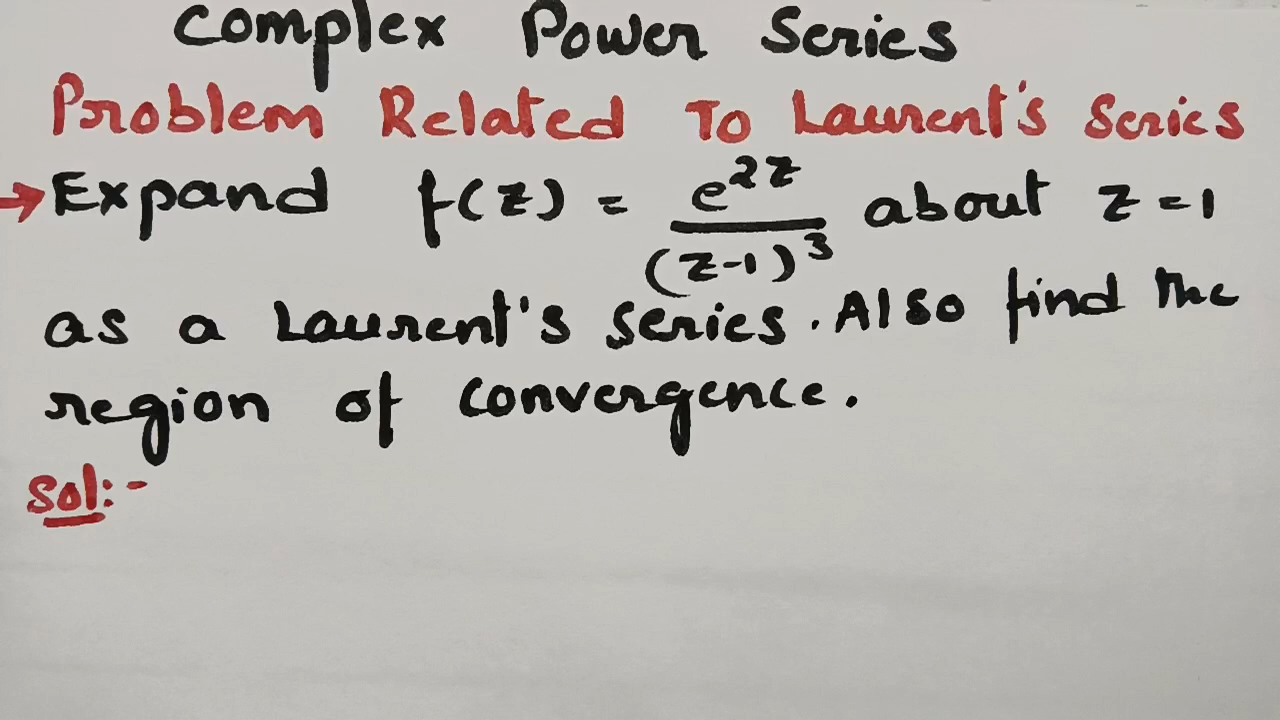 Complex Power Series
Problem Related To Laurent's Series
→ Expand f(z) = e^{2z}/(z-1)^3 about z=1
as a Laurent's series. Also find the
region of convergence.
Sol:-